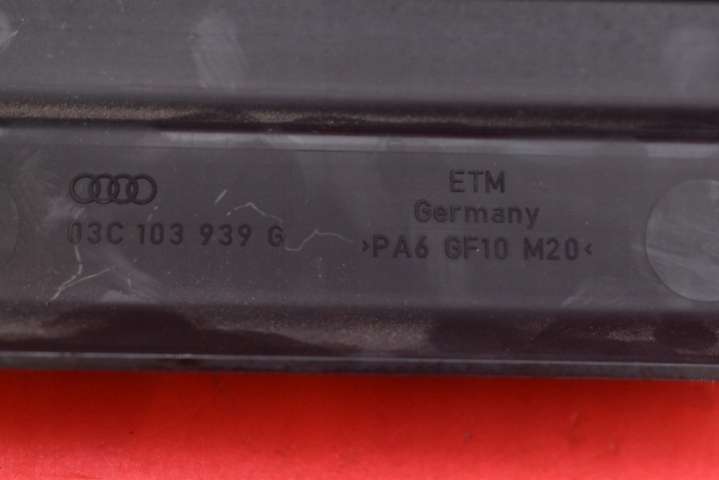 03C 103 939 G
ETM
Germany
>PA6 GF10 M20<